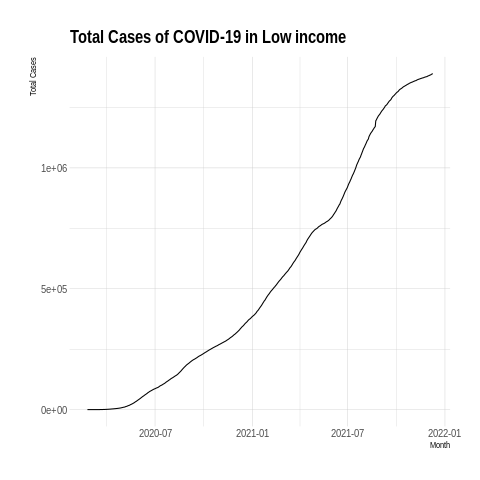 Total Cases of COVID-19 in Low income
Total Cases
1e+06
5e+05
0e+00
2020-07 2021-01 2021-07 2022-01
Month